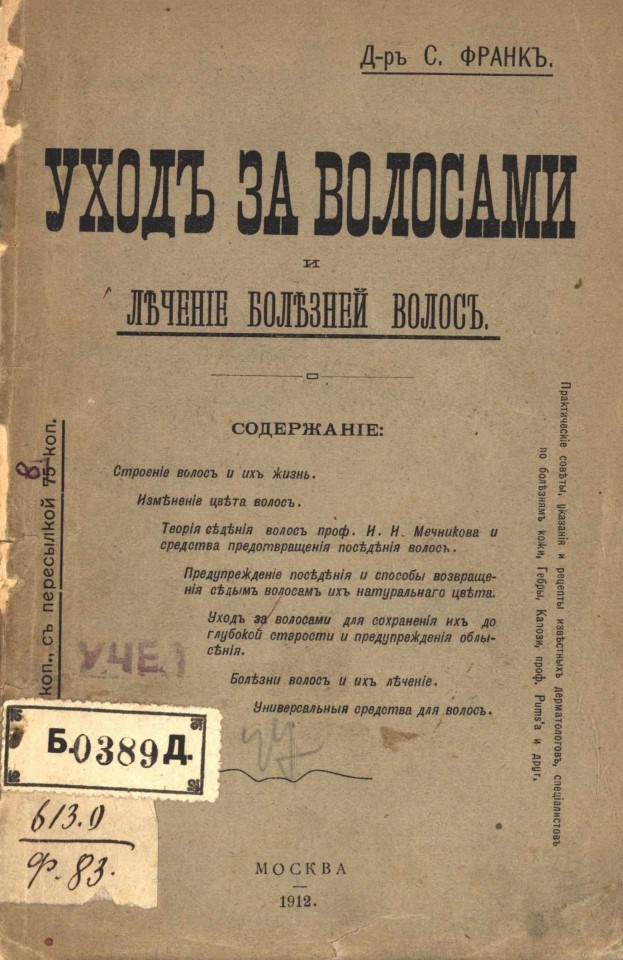 Д-ръ С. ФРАНКЪ.
УХОДЪ ЗА ВОЛОСАМИ
И
ЛѢЧЕНІЕ БОЛѢЗНЕЙ ВОЛОСЪ.
СОДЕРЖАНІЕ:
Строеніе волосъ и ихъ жизнь.
Измѣненіе цвѣта волосъ.
Теорія сѣдѣнія волосъ проф. И. И. Мечникова и
средства предотвращенія посѣдѣнія волосъ.
Предупрежденіе посѣдѣнія и способы возвраще-
нія сѣдымъ волосамъ ихъ натуральнаго цвѣта.
Уходъ за волосами для сохраненія ихъ до
глубокой старости и предупрежденія облы-
сѣнія.
Болѣзни волосъ и ихъ лѣченіе.
Универсальныя средства для волосъ.
Практическіе совѣты, указанія и рецепты извѣстныхъ дерматологовъ, спеціалистовъ
по болѣзнямъ кожи, Гебры, Капози, проф. Pums'a и друг.
коп., съ пересылкой 75 коп.
УЧЕ.1
Б.0389Д.
613.0
Ф.83.
МОСКВА
1912.